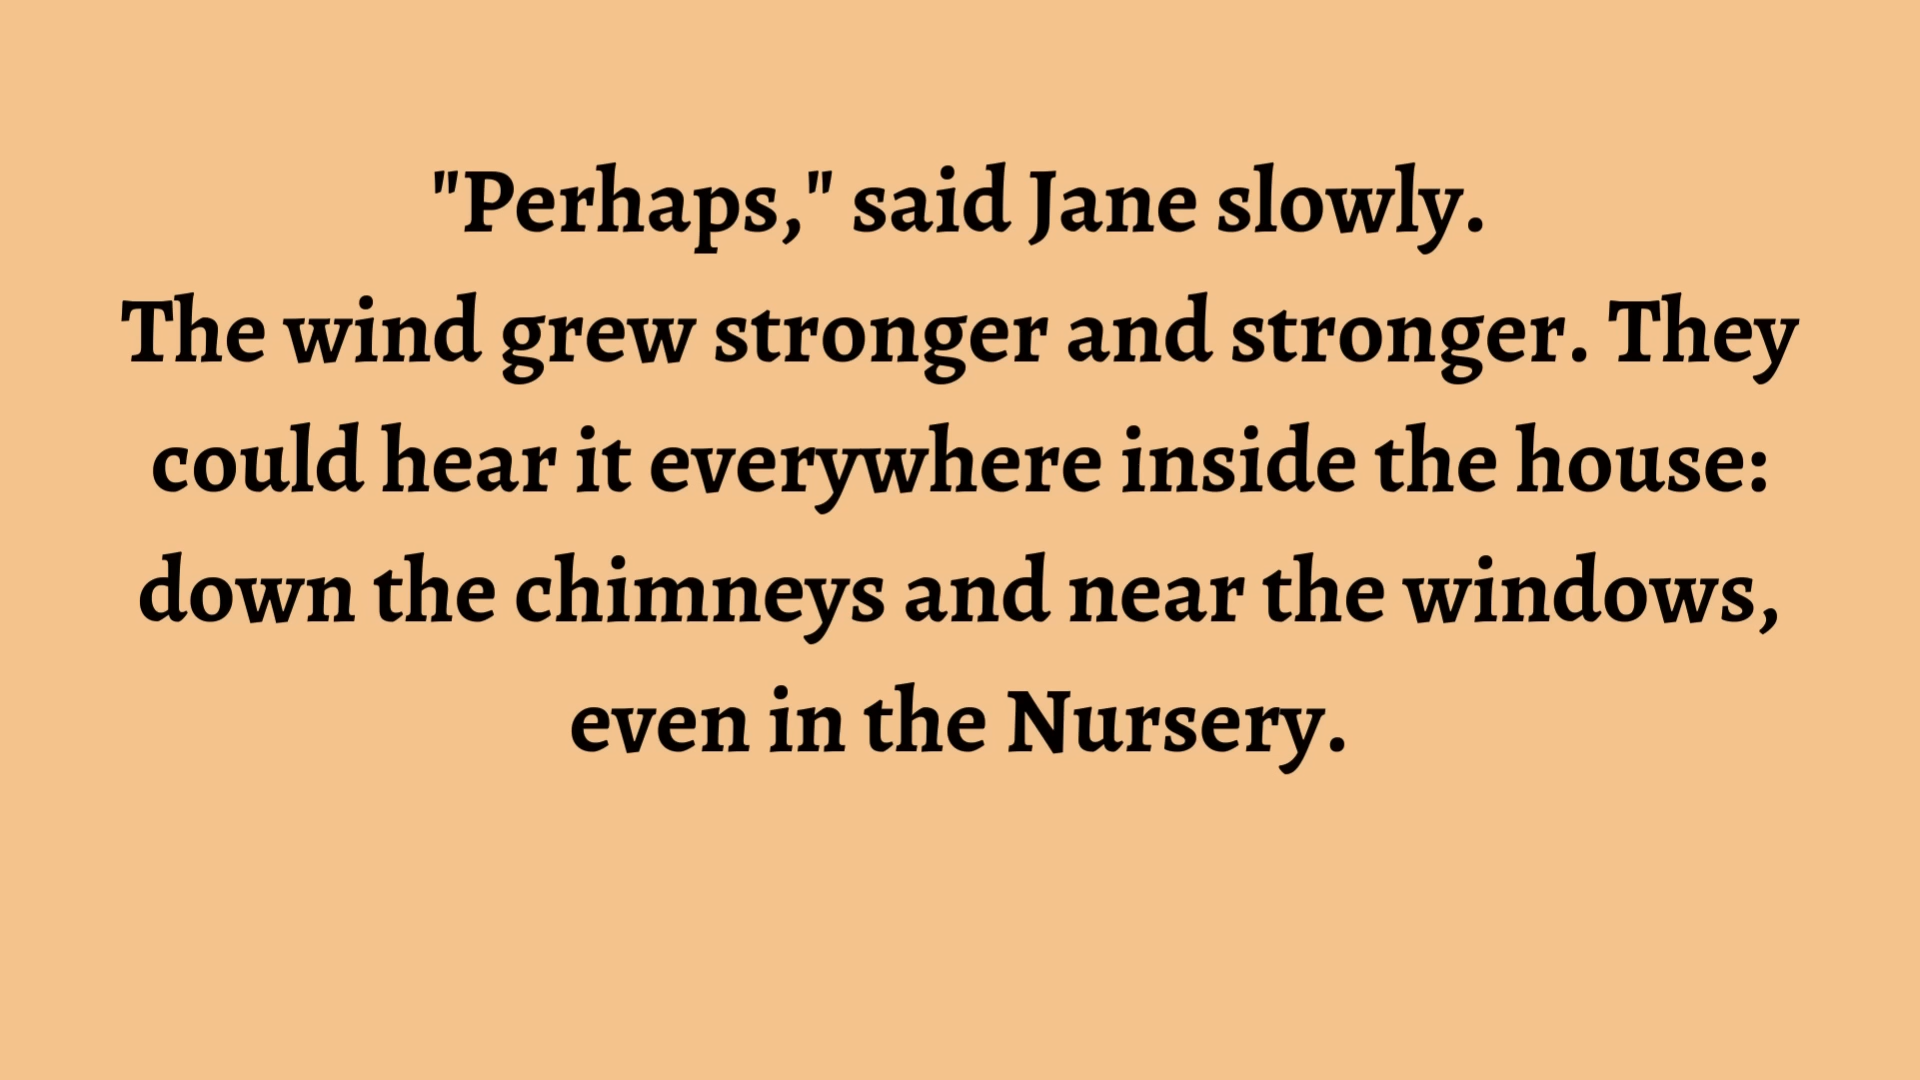 "Perhaps," said Jane slowly.
The wind grew stronger and stronger. They
could hear it everywhere inside the house:
down the chimneys and near the windows,
even in the Nursery.